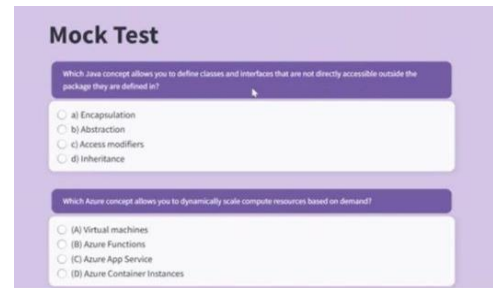 Mock Test
Which Java concept allows you to define classes and interfaces that are not directly accessible outside the
package they are defined in?
a) Encapsulation
b) Abstraction
c) Access modifiers
d) Inheritance
Which Azure concept allows you to dynamically scale compute resources based on demand?
(A) Virtual machines
(B) Azure Functions
(C) Azure App Service
(D) Azure Container Instances